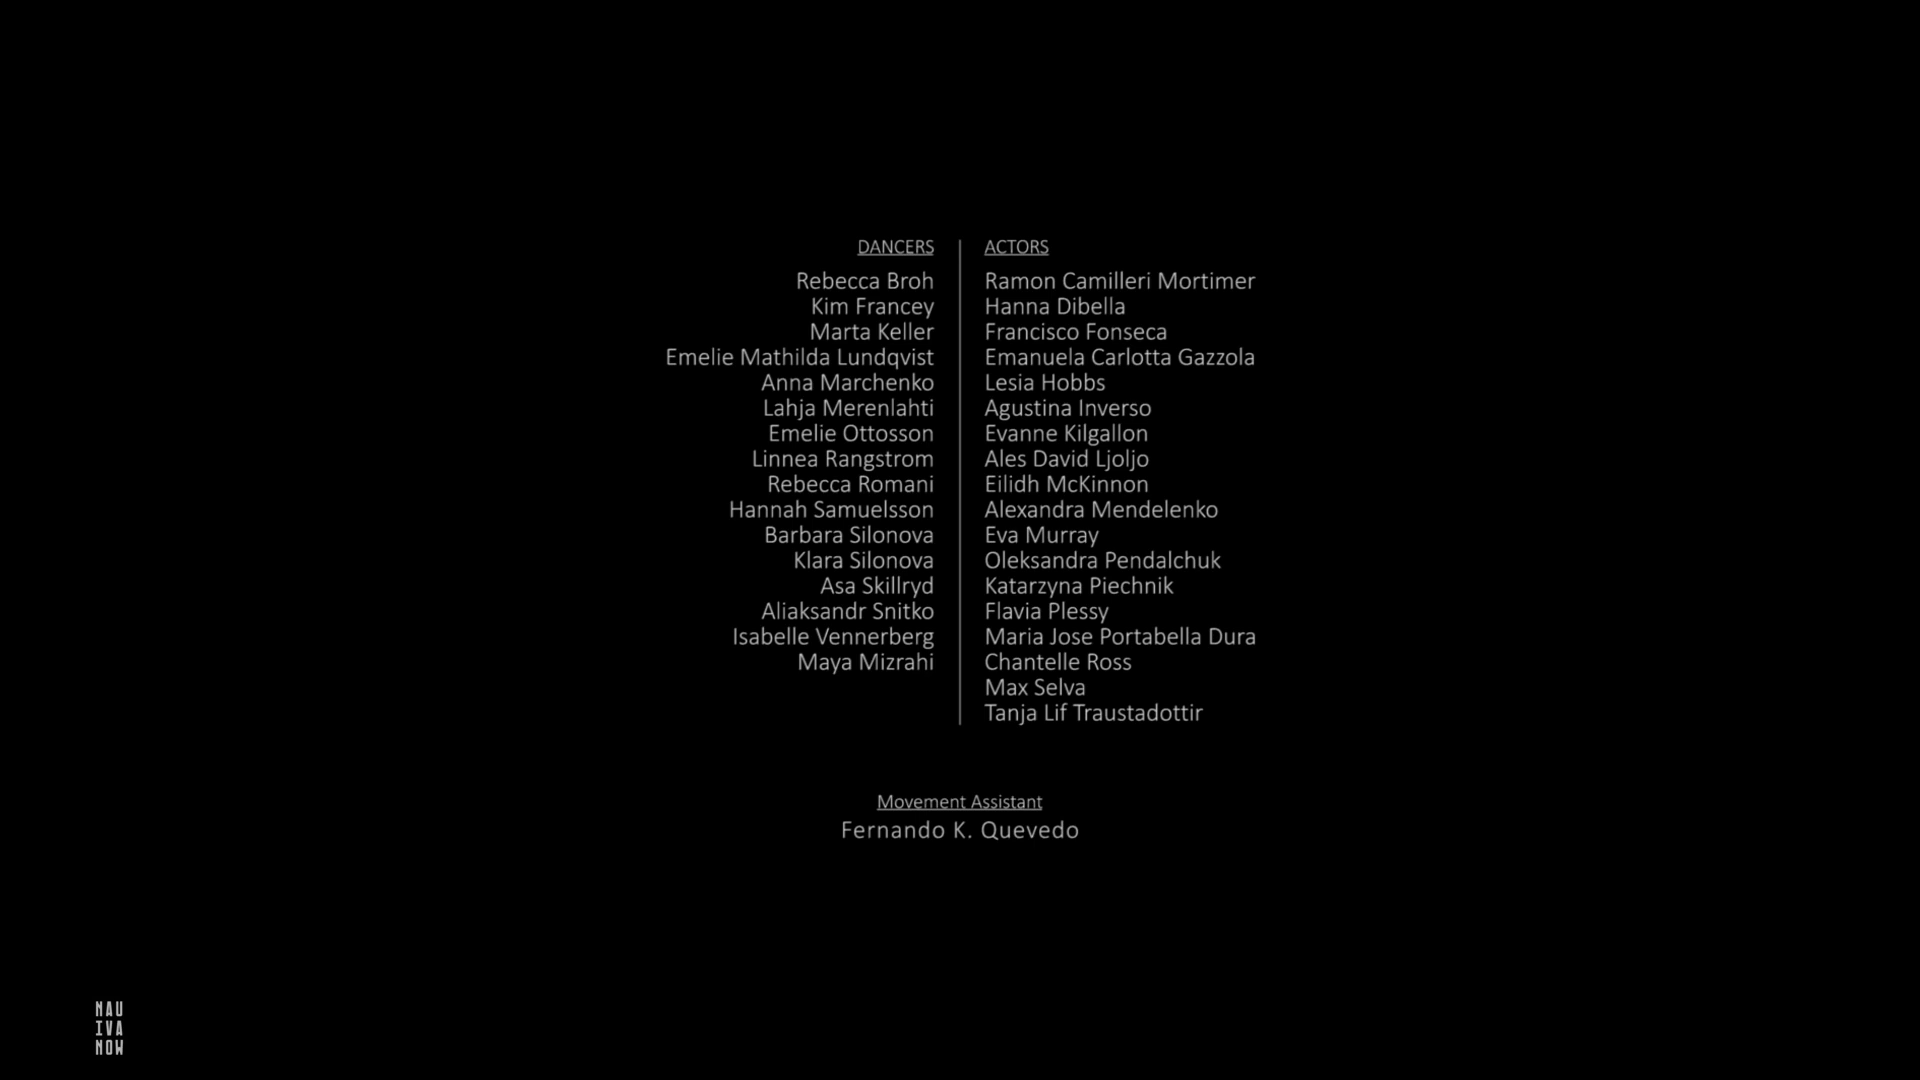 DANCERS
Rebecca Broh
Kim Francey
Marta Keller
Emelie Mathilda Lundqvist
Anna Marchenko
Lahja Merenlahti
Emelie Ottosson
Linnea Rangstrom
Rebecca Romani
Hannah Samuelsson
Barbara Silonova
Klara Silonova
Asa Skillryd
Aliaksandr Snitko
Isabelle Vennerberg
Maya Mizrahi
ACTORS
Ramon Camilleri Mortimer
Hanna Dibella
Francisco Fonseca
Emanuela Carlotta Gazzola
Lesia Hobbs
Agustina Inverso
Evanne Kilgallon
Ales David Ljoljo
Eilidh McKinnon
Alexandra Mendelenko
Eva Murray
Oleksandra Pendalchuk
Katarzyna Piechnik
Flavia Plessy
Maria Jose Portabella Dura
Chantelle Ross
Max Selva
Tanja Lif Traustadottir
Movement Assistant
Fernando K. Quevedo
NAU
IVA
NOW